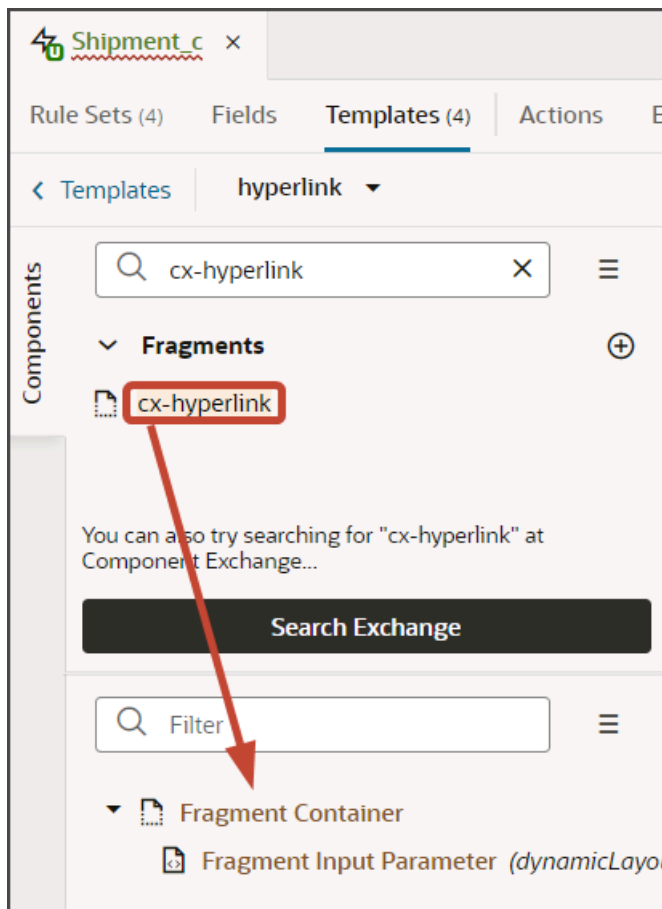 U Shipment_c ×
Rule Sets (4) Fields Templates (4) Actions
Templates hyperlink
Components
cx-hyperlink
Fragments
cx-hyperlink
You can also try searching for "cx-hyperlink" at
Component Exchange...
Search Exchange
Filter
Fragment Container
Fragment Input Parameter (dynamicLayou